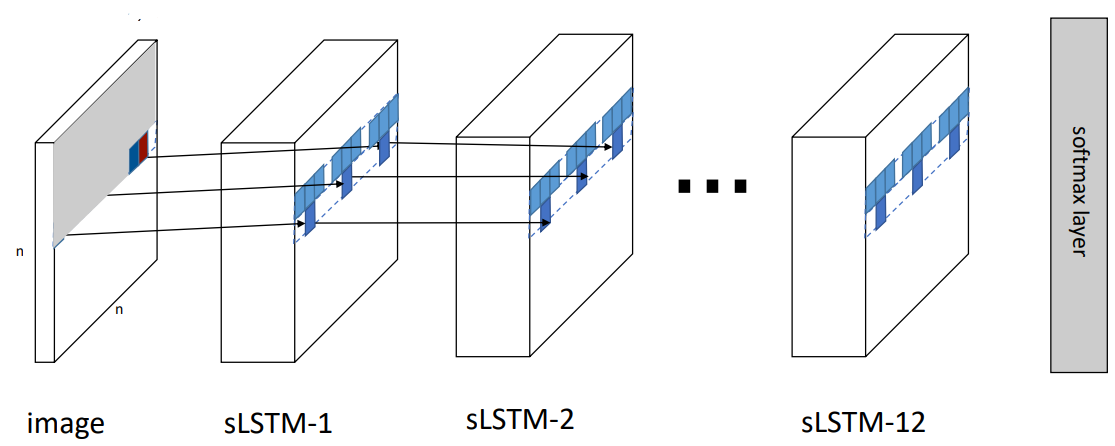 n
n
image
sLSTM-1
sLSTM-2
sLSTM-12
softmax layer